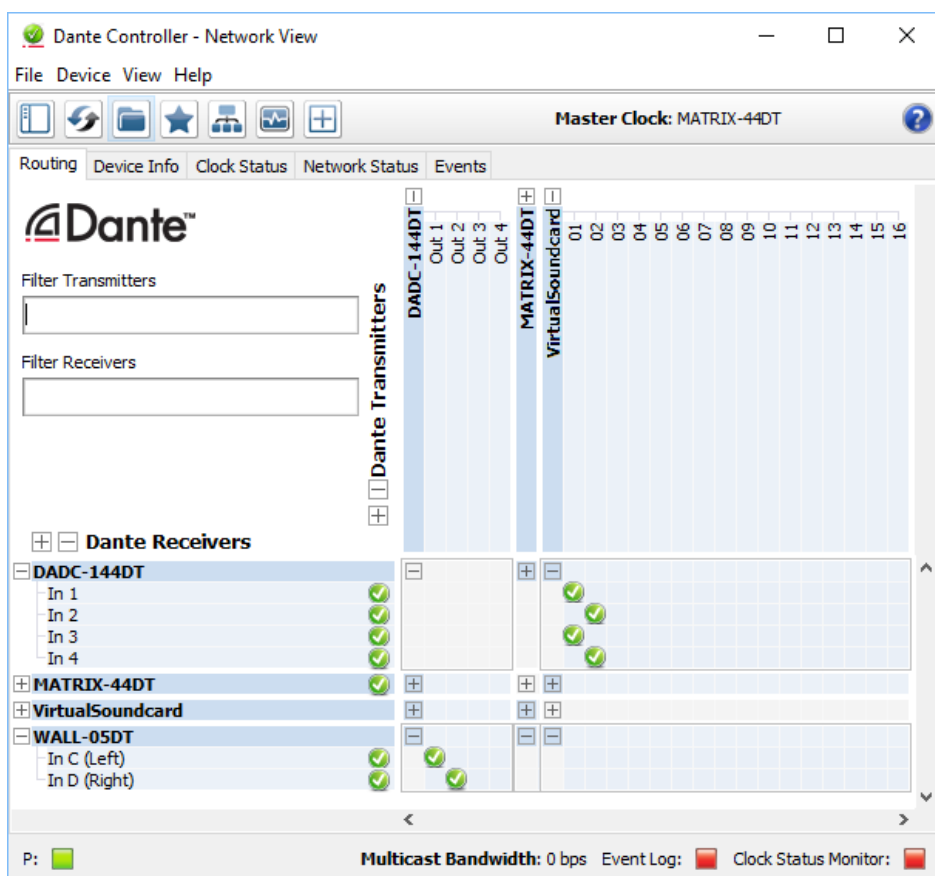 Dante Controller - Network View
File Device View Help
Master Clock: MATRIX-44DT
Routing Device Info Clock Status Network Status Events
Dante™
Filter Transmitters
Filter Receivers
Dante Transmitters
DADC-144DT
Out 1
Out 2
Out 3
Out 4
MATRIX-44DT
VirtualSoundcard
01
02
03
04
05
06
07
08
09
10
11
12
13
14
15
16
Dante Receivers
DADC-144DT
In 1
In 2
In 3
In 4
MATRIX-44DT
VirtualSoundcard
WALL-05DT
In C (Left)
In D (Right)
P: Multicast Bandwidth: 0 bps Event Log: Clock Status Monitor: